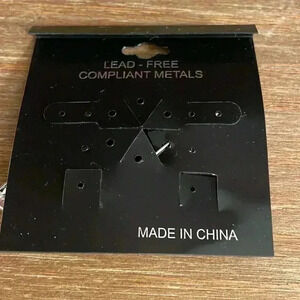 LEAD - FREE
COMPLIANT METALS
MADE IN CHINA